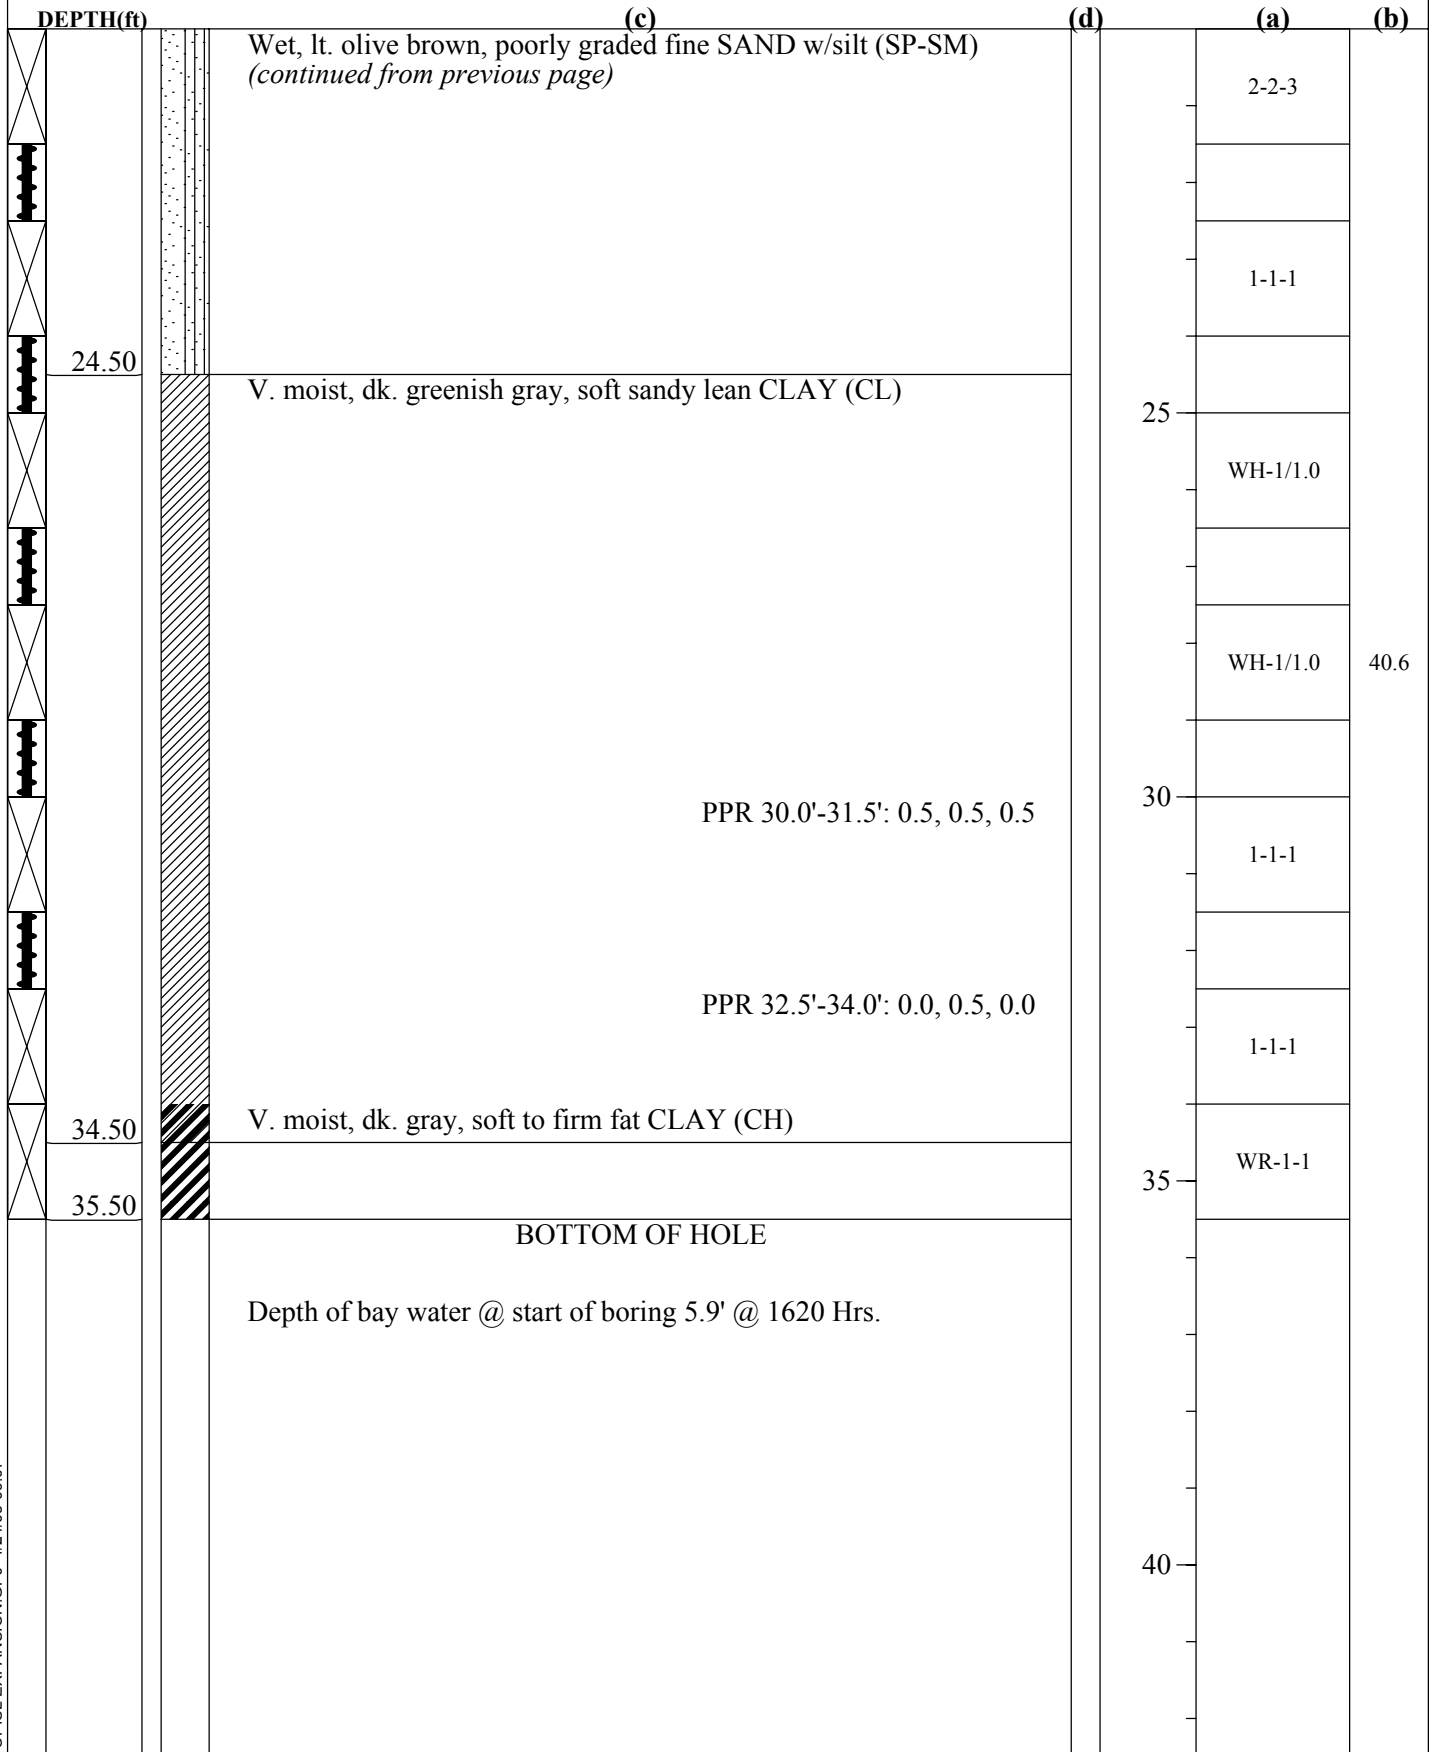 DEPTH(ft) (c) (d) (a) (b)
Wet, lt. olive brown, poorly graded fine SAND w/silt (SP-SM)
(continued from previous page)
2-2-3
1-1-1
24.50
V. moist, dk. greenish gray, soft sandy lean CLAY (CL)
25
WH-1/1.0
WH-1/1.0 40.6
PPR 30.0'-31.5': 0.5, 0.5, 0.5
30
1-1-1
PPR 32.5'-34.0': 0.0, 0.5, 0.0
1-1-1
34.50
V. moist, dk. gray, soft to firm fat CLAY (CH)
WR-1-1
35
35.50
BOTTOM OF HOLE
Depth of bay water @ start of boring 5.9' @ 1620 Hrs.
40